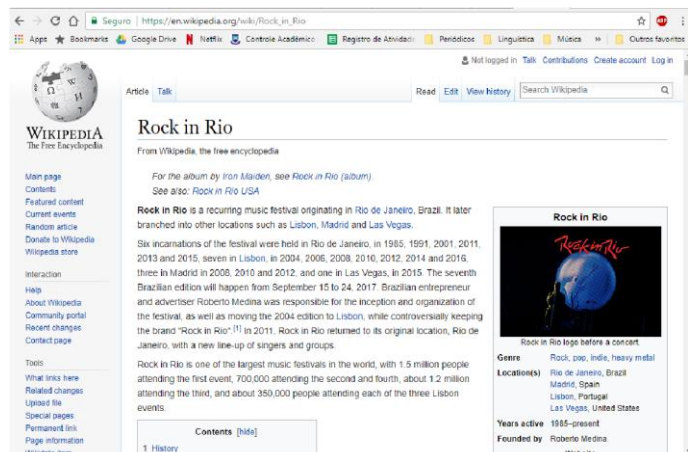 Seguro | https://en.wikipedia.org/wiki/Rock_in_Rio
Apps Bookmarks Google Drive Netflix Controle Acadêmico Registro de Atividade Periódicos Linguística Música » Outros favoritos
Not logged in Talk Contributions Create account Log in
Article Talk Read Edit View history Search Wikipedia
WIKIPEDIA
The Free Encyclopedia
Main page
Contents
Featured content
Current events
Random article
Donate to Wikipedia
Wikipedia store
Interaction
Help
About Wikipedia
Community portal
Recent changes
Contact page
Tools
What links here
Related changes
Upload file
Special pages
Permanent link
Page information
Rock in Rio
From Wikipedia, the free encyclopedia
For the album by Iron Maiden, see Rock in Rio (album).
See also: Rock in Rio USA
Rock in Rio is a recurring music festival originating in Rio de Janeiro, Brazil. It later
branched into other locations such as Lisbon, Madrid and Las Vegas.
Six incarnations of the festival were held in Rio de Janeiro, in 1985, 1991, 2001, 2011,
2013 and 2015, seven in Lisbon, in 2004, 2006, 2008, 2010, 2012, 2014 and 2016,
three in Madrid in 2008, 2010 and 2012, and one in Las Vegas, in 2015. The seventh
Brazilian edition will happen from September 15 to 24, 2017. Brazilian entrepreneur
and advertiser Roberto Medina was responsible for the inception and organization of
the festival, as well as moving the 2004 edition to Lisbon, while controversially keeping
the brand "Rock in Rio".[1] In 2011, Rock in Rio returned to its original location, Rio de
Janeiro, with a new line-up of singers and groups.
Rock in Rio is one of the largest music festivals in the world, with 1.5 million people
attending the first event, 700,000 attending the second and fourth, about 1.2 million
attending the third, and about 350,000 people attending each of the three Lisbon
events.
Contents [hide]
1 History
Rock in Rio
Rock in Rio
Rock in Rio logo before a concert.
Genre Rock, pop, indie, heavy metal
Location(s) Rio de Janeiro, Brazil
Madrid, Spain
Lisbon, Portugal
Las Vegas, United States
Years active 1985–present
Founded by Roberto Medina